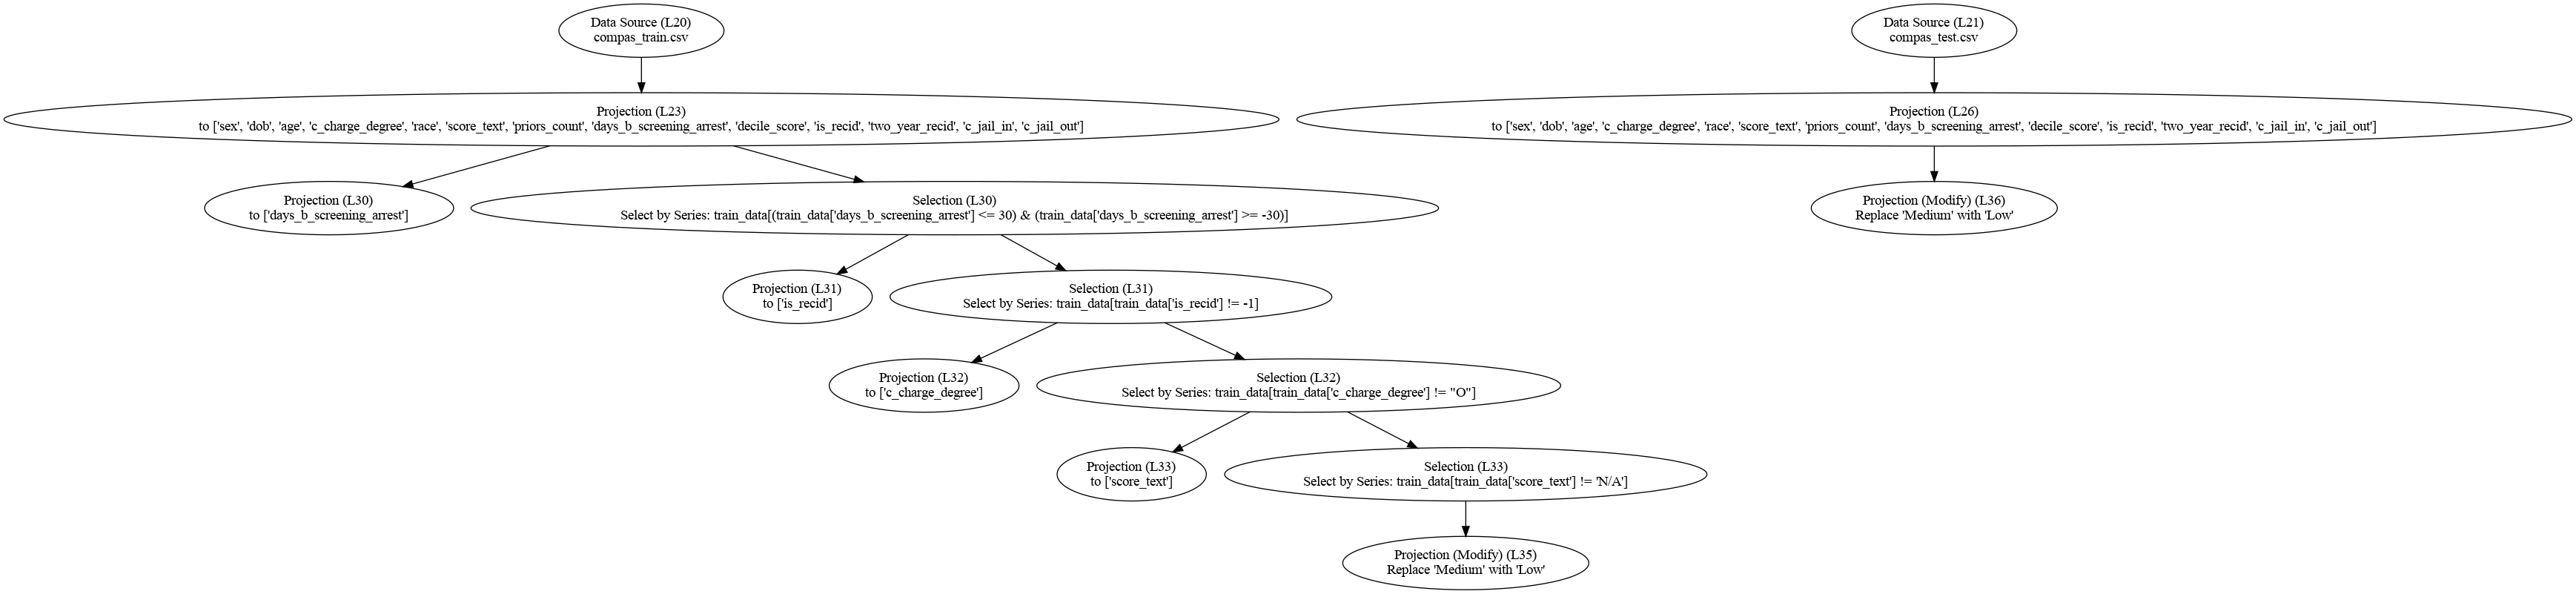 Data Source (L20)
compas_train.csv
Data Source (L21)
compas_test.csv
Projection (L23)
to ['sex', 'dob', 'age', 'c_charge_degree', 'race', 'score_text', 'priors_count', 'days_b_screening_arrest', 'decile_score', 'is_recid', 'two_year_recid', 'c_jail_in', 'c_jail_out']
Projection (L26)
to ['sex', 'dob', 'age', 'c_charge_degree', 'race', 'score_text', 'priors_count', 'days_b_screening_arrest', 'decile_score', 'is_recid', 'two_year_recid', 'c_jail_in', 'c_jail_out']
Projection (L30)
to ['days_b_screening_arrest']
Selection (L30)
Select by Series: train_data[(train_data['days_b_screening_arrest'] <= 30) & (train_data['days_b_screening_arrest'] >= -30)]
Projection (Modify) (L36)
Replace 'Medium' with 'Low'
Projection (L31)
to ['is_recid']
Selection (L31)
Select by Series: train_data[train_data['is_recid'] != -1]
Projection (L32)
to ['c_charge_degree']
Selection (L32)
Select by Series: train_data[train_data['c_charge_degree'] != "O"]
Projection (L33)
to ['score_text']
Selection (L33)
Select by Series: train_data[train_data['score_text'] != 'N/A']
Projection (Modify) (L35)
Replace 'Medium' with 'Low'